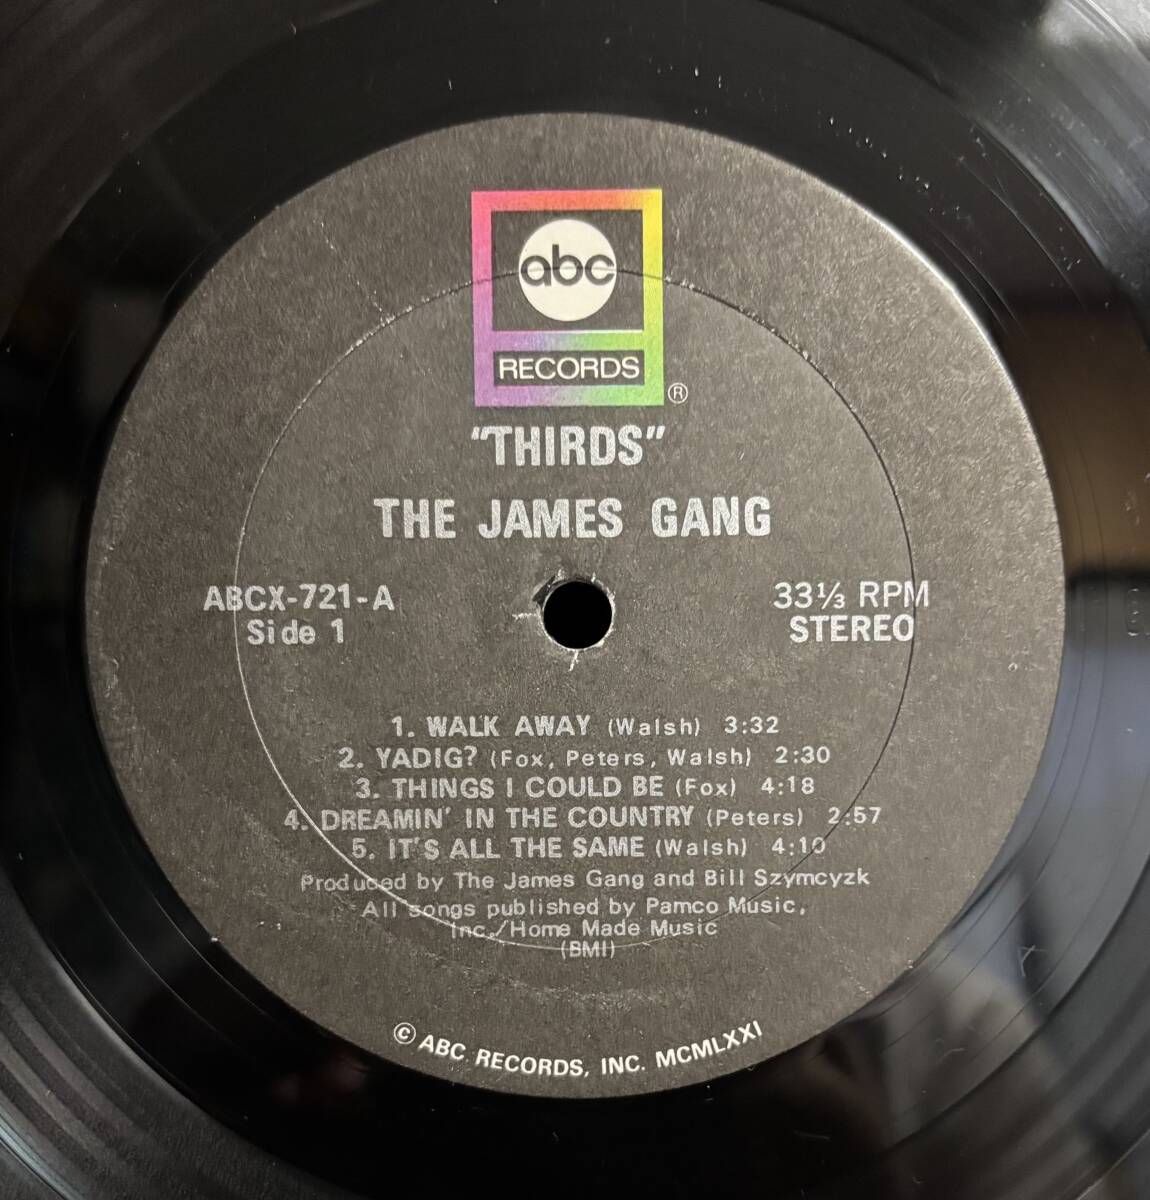 abc
RECORDS
®
"THIRDS"
THE JAMES GANG
ABCX-721-A
Side 1
33⅓ RPM
STEREO
1. WALK AWAY (Walsh) 3:32
2. YADIG? (Fox, Peters, Walsh) 2:30
3. THINGS I COULD BE (Fox) 4:18
4. DREAMIN' IN THE COUNTRY (Peters) 2:57
5. IT'S ALL THE SAME (Walsh) 4:10
Produced by The James Gang and Bill Szymcyzk
All songs published by Pamco Music,
Inc./Home Made Music
(BMI)
© ABC RECORDS, INC. MCMLXXI